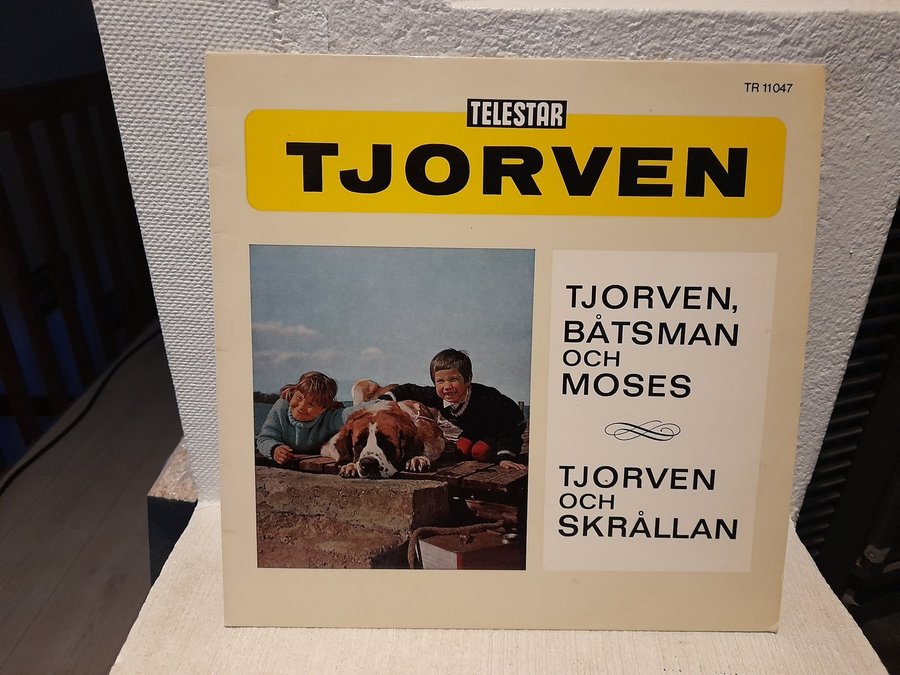 TR 11047
TELESTAR
TJORVEN
TJORVEN,
BÅTSMAN
OCH
MOSES
TJORVEN
OCH
SKRÅLLAN